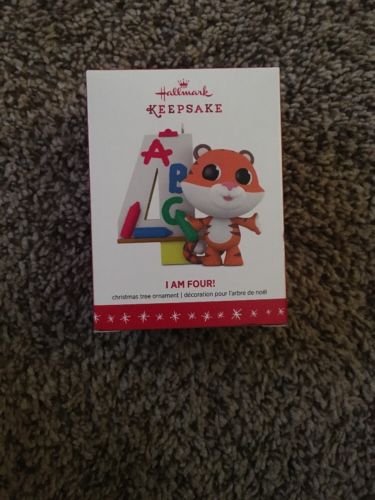 Hallmark
KEEPSAKE
A
B
C
I AM FOUR!
christmas tree ornament | décoration pour l'arbre de noël